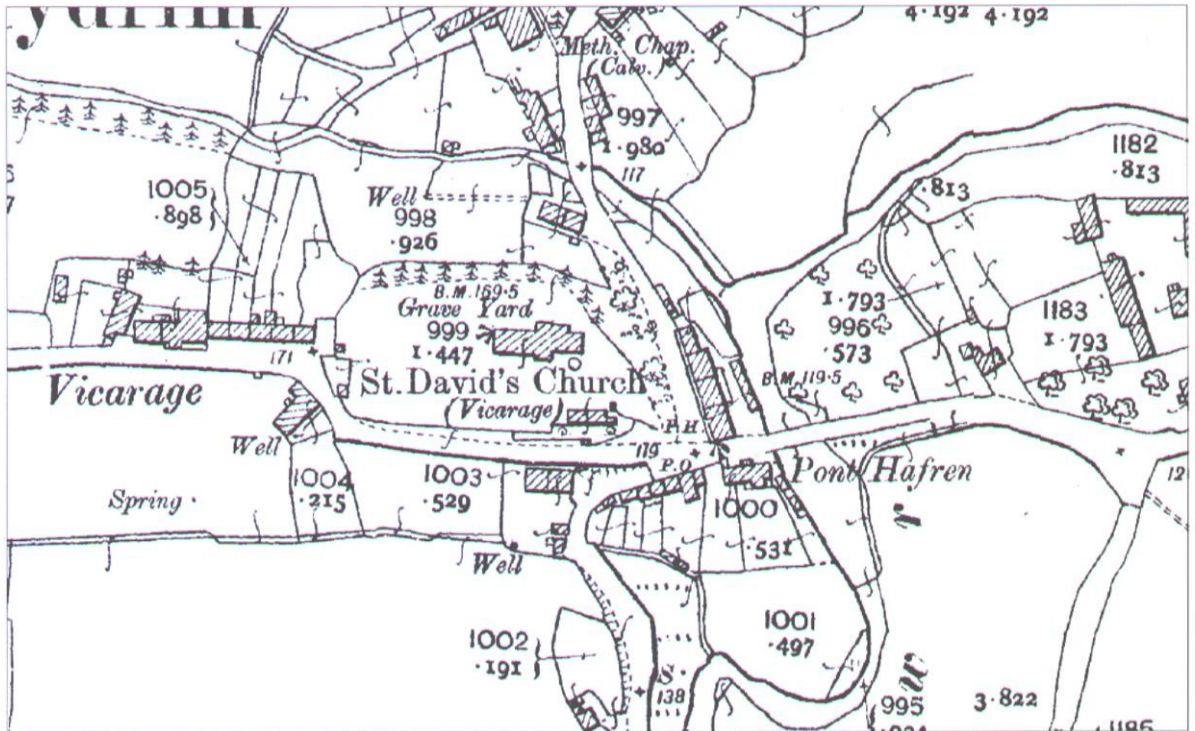 4·192 4·192
Meth. Chap.
(Calv.)
997
1·980
117
1182
·813
·813
1005
·898
Well
998
·926
B.M.169·5
Grave Yard
999
1·447
1·793
996
·573
1183
1·793
171
Vicarage
St. David's Church
(Vicarage)
B.M.119·5
P.H
Well
119
P.O
Pont Hafren
1004
·215
1003
·529
Spring
1000
·531
Well
1001
·497
1002
·191
S.
138
995
3·822
1185